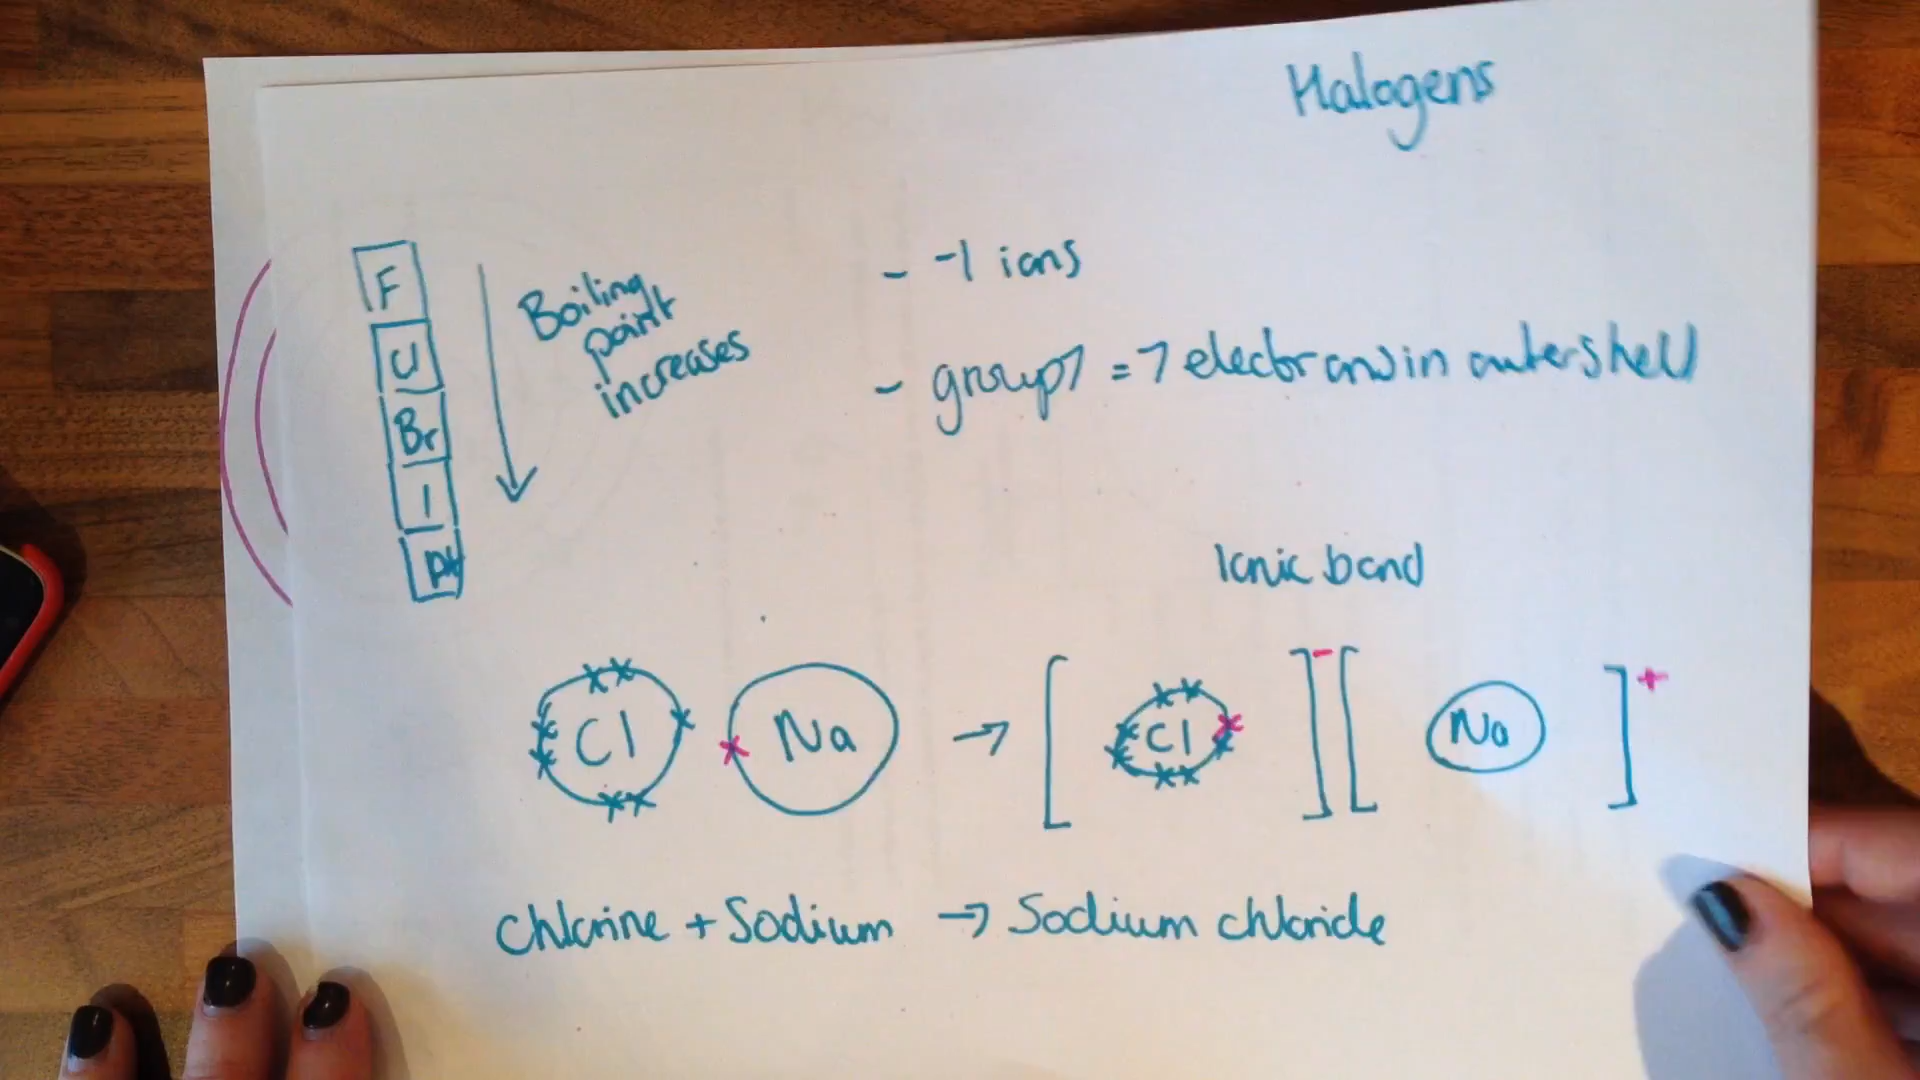 Halogens
F
Cl
Br
I
Boiling
point
increases
- -1 ions
- group 7 = 7 electrons in outer shell
Ionic bond
Cl Na → [Cl]- [Na]+
Chlorine + Sodium → Sodium chloride